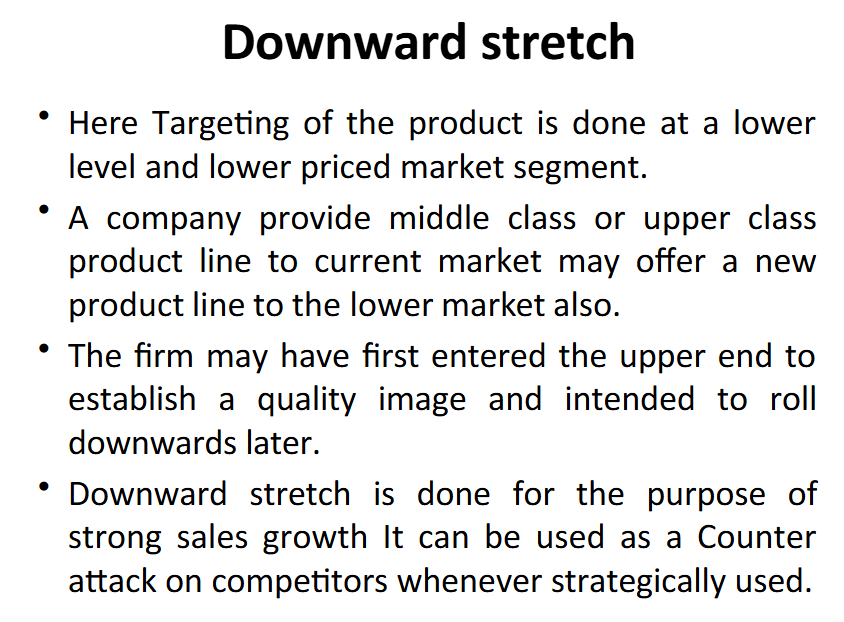 Downward stretch
• Here Targeting of the product is done at a lower
level and lower priced market segment.
• A company provide middle class or upper class
product line to current market may offer a new
product line to the lower market also.
• The firm may have first entered the upper end to
establish a quality image and intended to roll
downwards later.
• Downward stretch is done for the purpose of
strong sales growth It can be used as a Counter
attack on competitors whenever strategically used.